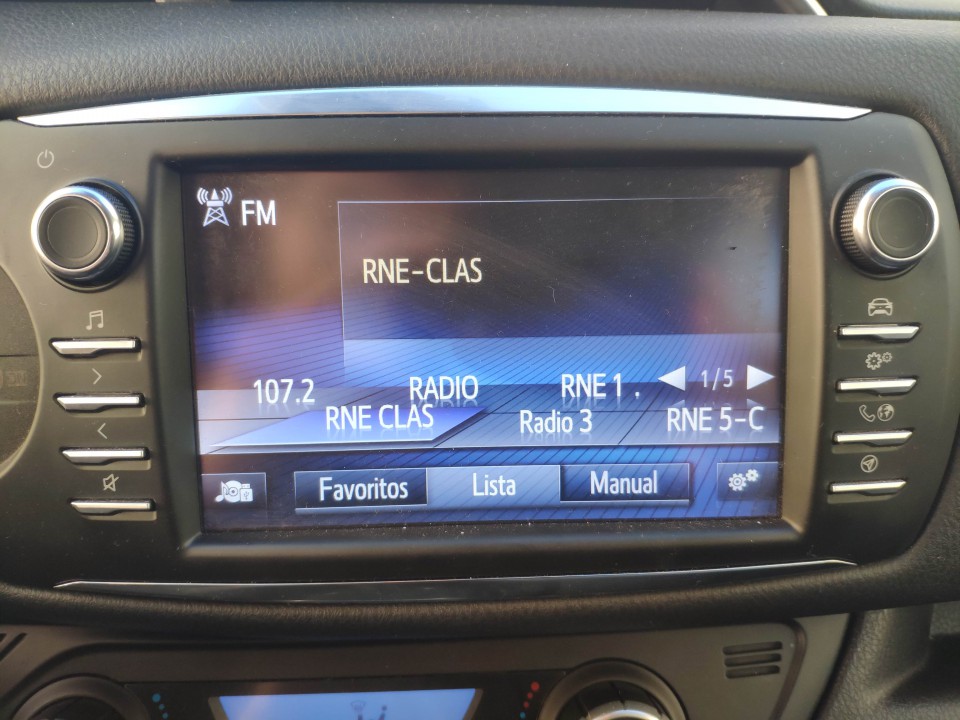 FM
RNE-CLAS
107.2 RADIO RNE 1 . 1/5
RNE CLAS Radio 3 RNE 5-C
Favoritos Lista Manual